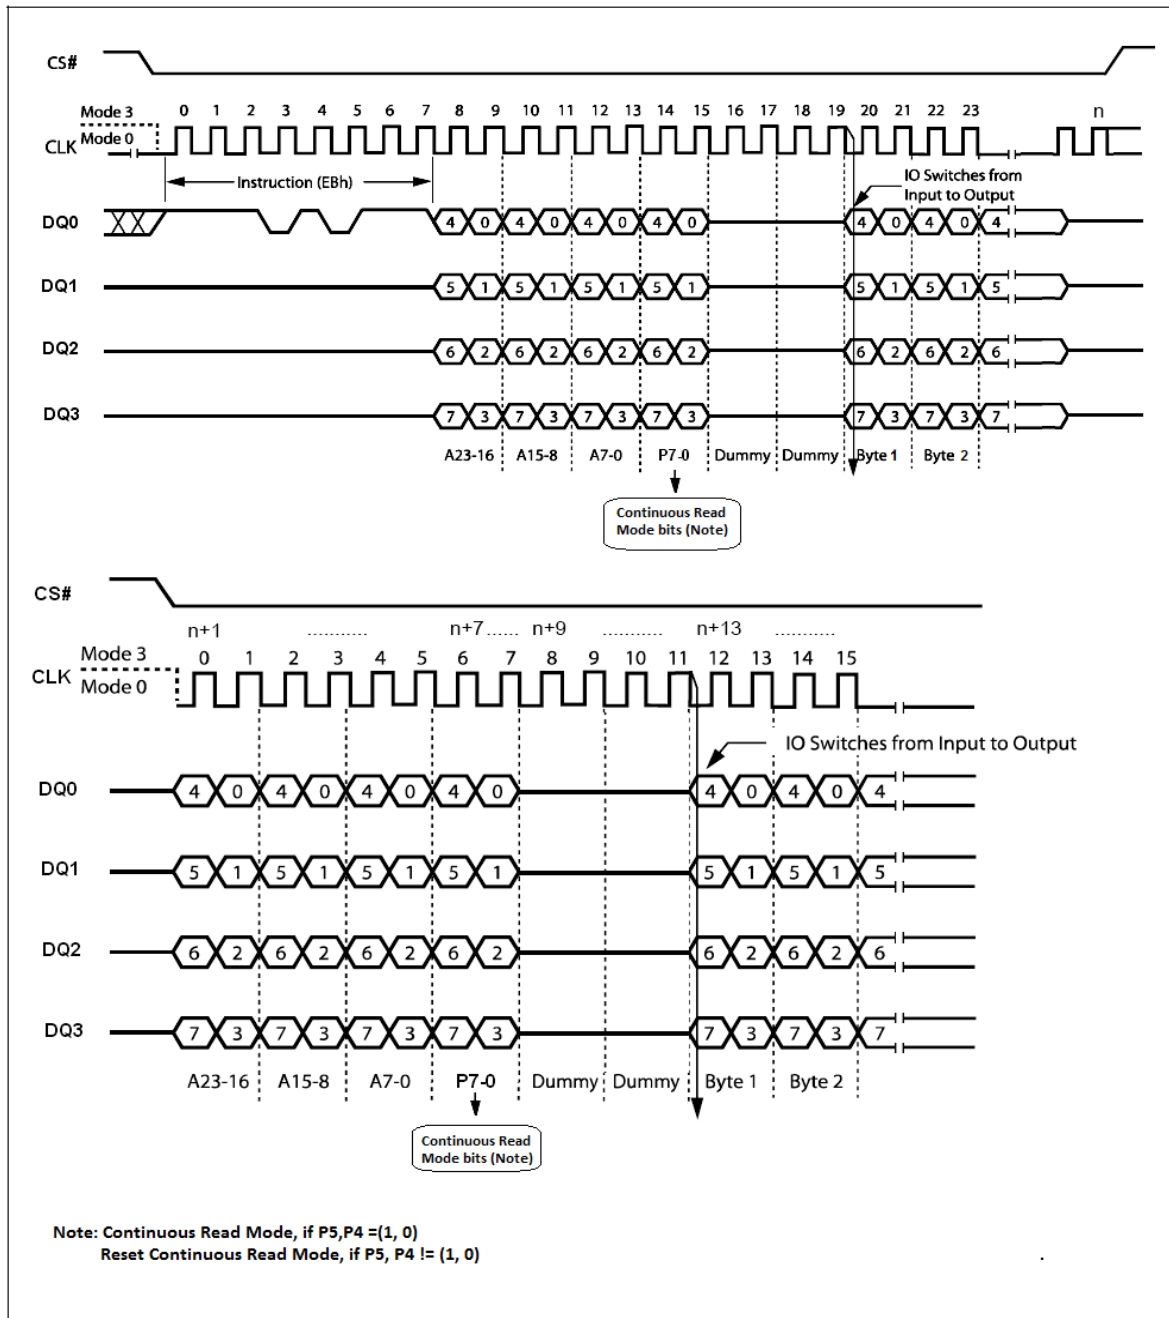 CS#
Mode 3
0 1 2 3 4 5 6 7 8 9 10 11 12 13 14 15 16 17 18 19 20 21 22 23 n
Mode 0
CLK
Instruction (EBh)
IO Switches from
Input to Output
DQ0 4 0 4 0 4 0 4 0 4 0 4 0 4
DQ1 5 1 5 1 5 1 5 1 5 1 5 1 5
DQ2 6 2 6 2 6 2 6 2 6 2 6 2 6
DQ3 7 3 7 3 7 3 7 3 7 3 7 3 7
A23-16 A15-8 A7-0 P7-0 Dummy Dummy Byte 1 Byte 2
Continuous Read
Mode bits (Note)
CS#
n+1 ........... n+7 ...... n+9 ........... n+13 ...........
Mode 3 0 1 2 3 4 5 6 7 8 9 10 11 12 13 14 15
CLK
Mode 0
IO Switches from Input to Output
DQ0 4 0 4 0 4 0 4 0 4 0 4 0 4
DQ1 5 1 5 1 5 1 5 1 5 1 5 1 5
DQ2 6 2 6 2 6 2 6 2 6 2 6 2 6
DQ3 7 3 7 3 7 3 7 3 7 3 7 3 7
A23-16 A15-8 A7-0 P7-0 Dummy Dummy Byte 1 Byte 2
Continuous Read
Mode bits (Note)
Note: Continuous Read Mode, if P5,P4 =(1, 0)
Reset Continuous Read Mode, if P5, P4 != (1, 0) .